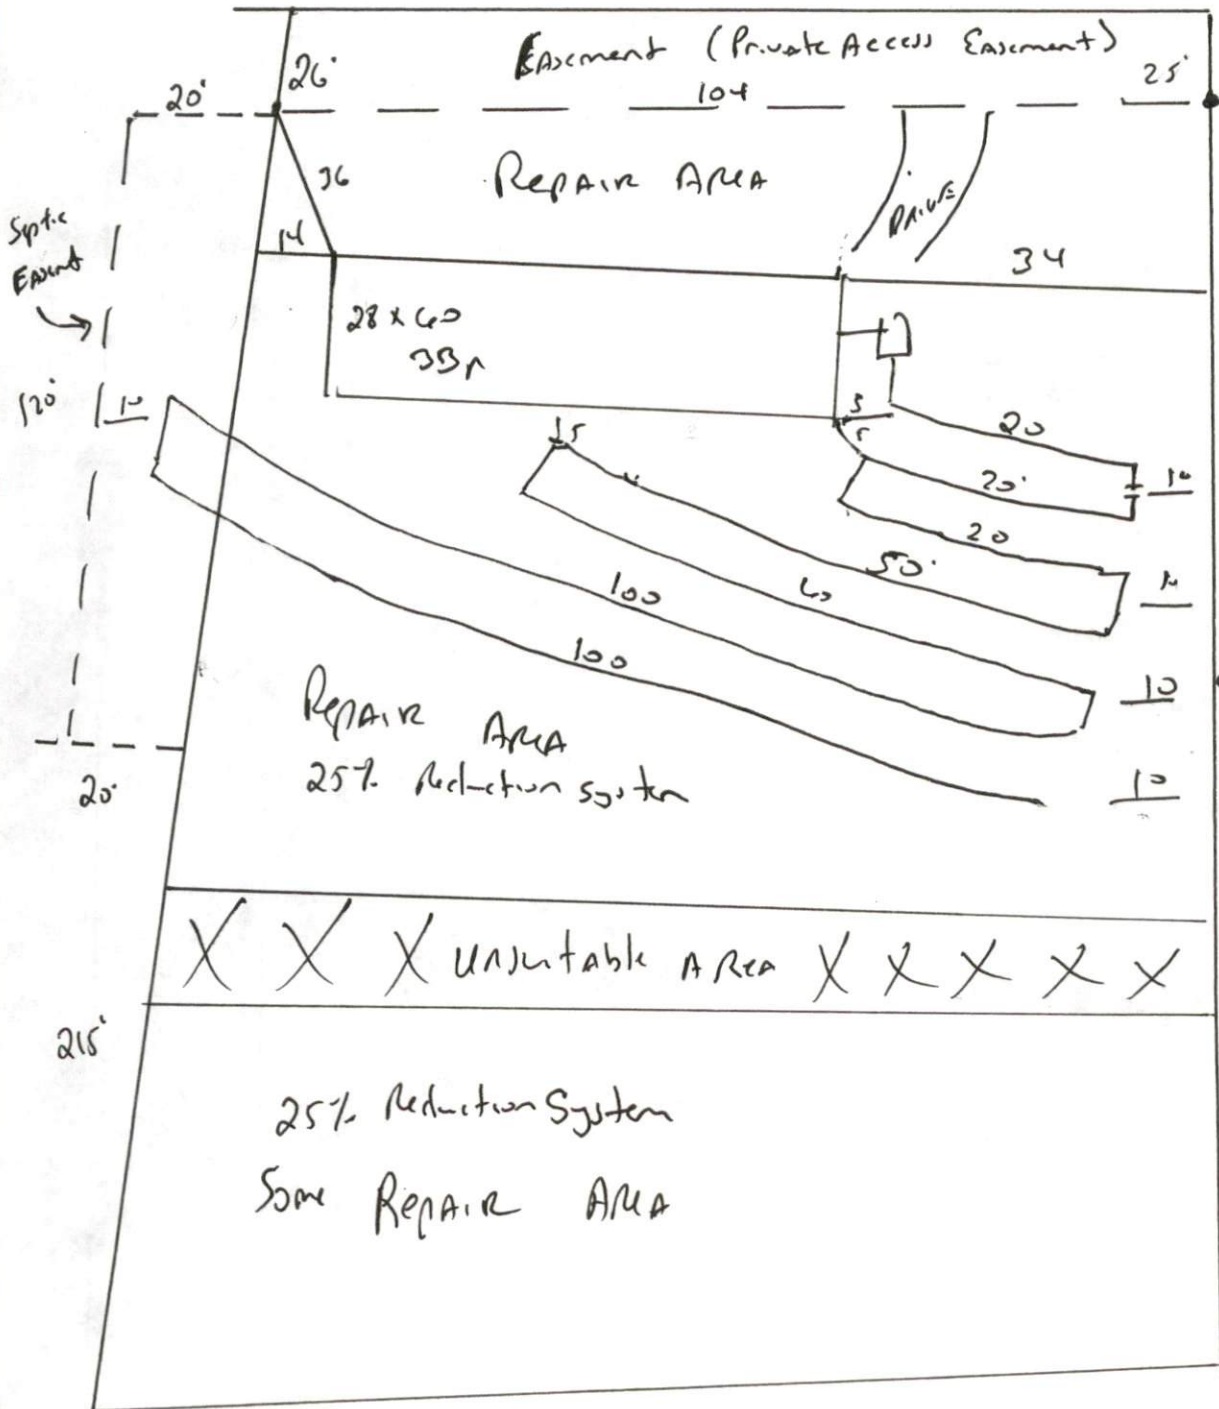 Easement (Private Access Easement)
26'
25'
20'
104
36
Repair Area
Drive
Septic
14
34
28 x 60
3Br
120'
10
5
20
15
20'
10
20
50'
10
100
60
100
10
Repair Area
25% Reduction system
10
20'
X X X Unsuitable Area X X X X X
215'
25% Reduction System
Some Repair Area